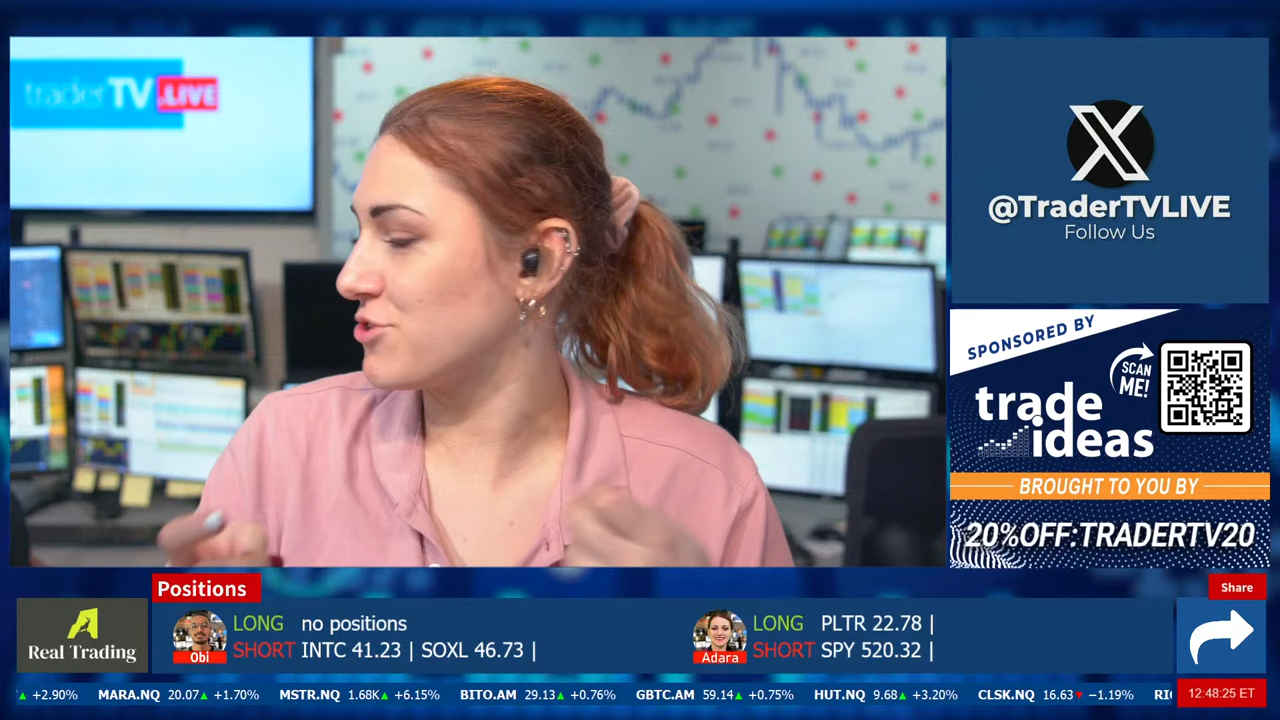 traderTV.LIVE
@TraderTVLIVE
Follow Us
SPONSORED BY
SCAN
ME!
trade
ideas
BROUGHT TO YOU BY
20%OFF:TRADERTV20
Positions
Share
Real Trading
Obi
LONG no positions
SHORT INTC 41.23 | SOXL 46.73 |
Adara
LONG PLTR 22.78 |
SHORT SPY 520.32 |
▲ +2.90% MARA.NQ 20.07▲ +1.70% MSTR.NQ 1.68K▲ +6.15% BITO.AM 29.13▲ +0.76% GBTC.AM 59.14▲ +0.75% HUT.NQ 9.68▲ +3.20% CLSK.NQ 16.63▼ −1.19% RI
12:48:25 ET